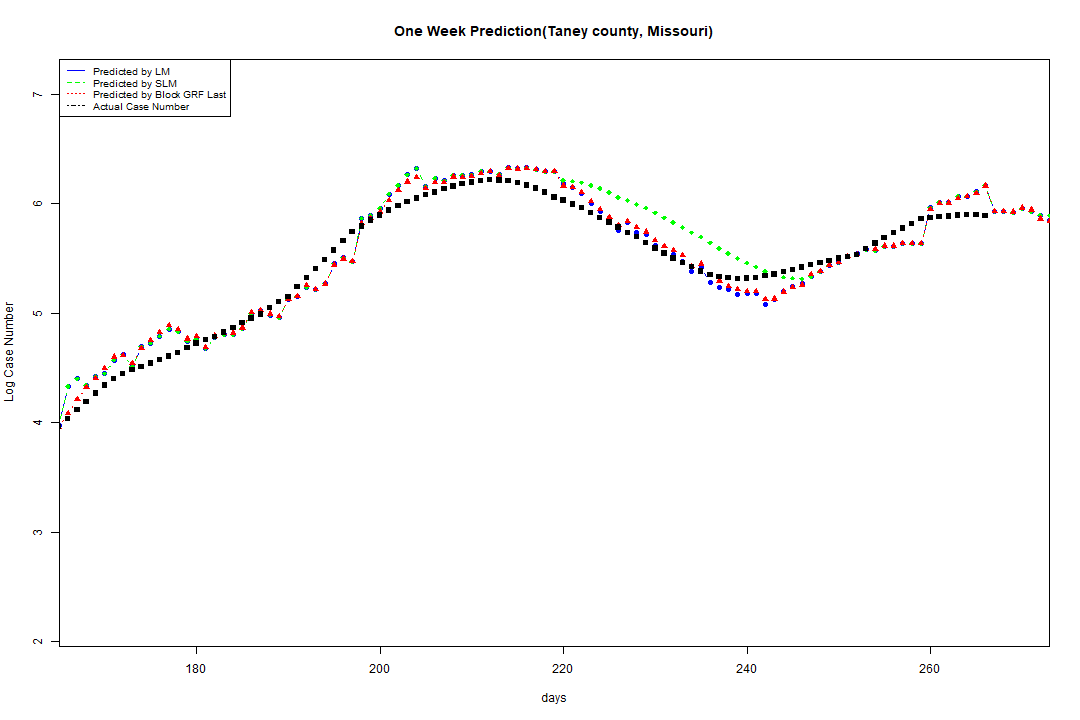 One Week Prediction(Taney county, Missouri)
Predicted by LM
Predicted by SLM
Predicted by Block GRF Last
Actual Case Number
7
6
5
4
3
2
Log Case Number
180 200 220 240 260
days